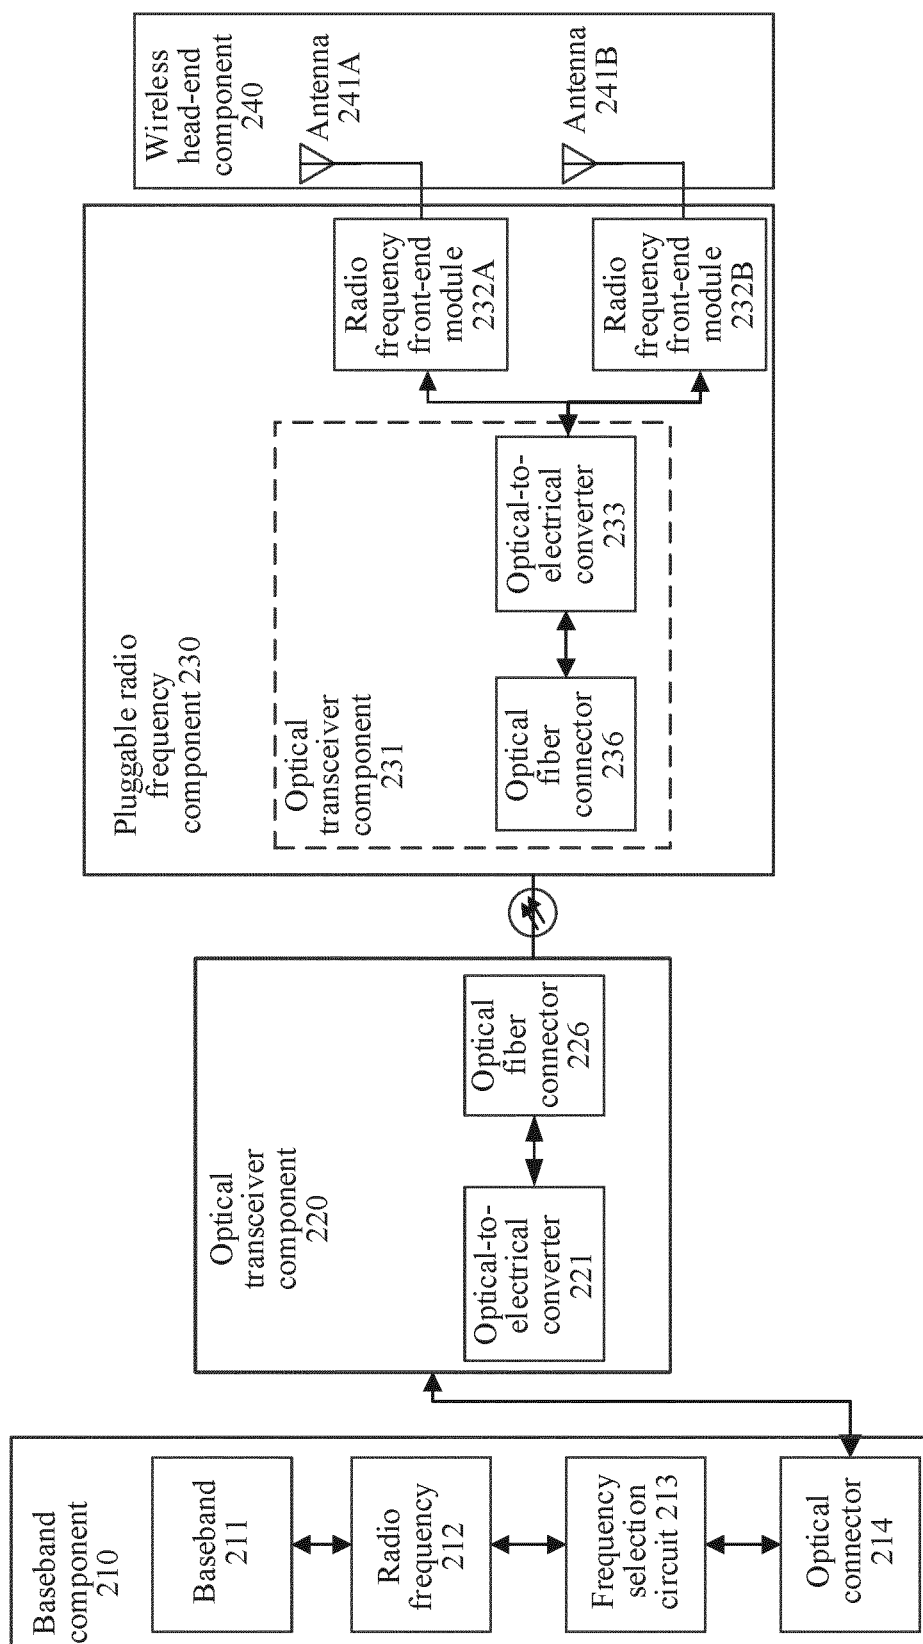 Baseband
component
210
Baseband
211
Radio
frequency
212
Frequency
selection
circuit 213
Optical
connector
214
Optical
transceiver
component
220
Optical-to-
electrical
converter
221
Optical
fiber
connector
226
Pluggable radio
frequency
component 230
Optical
transceiver
component
231
Optical
fiber
connector
236
Optical-to-
electrical
converter
233
Radio
frequency
front-end
module
232A
Radio
frequency
front-end
module
232B
Wireless
head-end
component
240
Antenna
241A
Antenna
241B